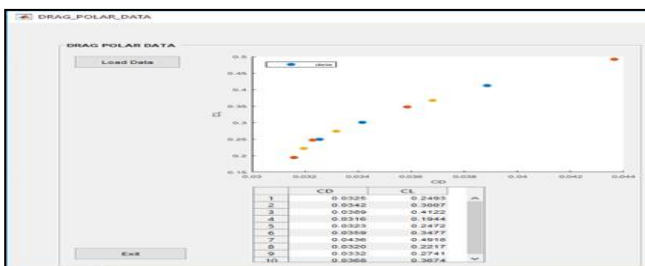 DRAG_POLAR_DATA
DRAG POLAR DATA
Load Data
0.5
data
0.45
0.4
0.35
CL
0.3
0.25
0.2
0.15
0.03 0.032 0.034 0.036 0.038 0.04 0.042 0.044
CD
CD CL
1 0.0325 0.2493
2 0.0342 0.3007
3 0.0389 0.4122
4 0.0316 0.1944
5 0.0323 0.2472
6 0.0359 0.3477
7 0.0436 0.4918
8 0.0320 0.2217
9 0.0332 0.2741
10 0.0368 0.3674
Exit